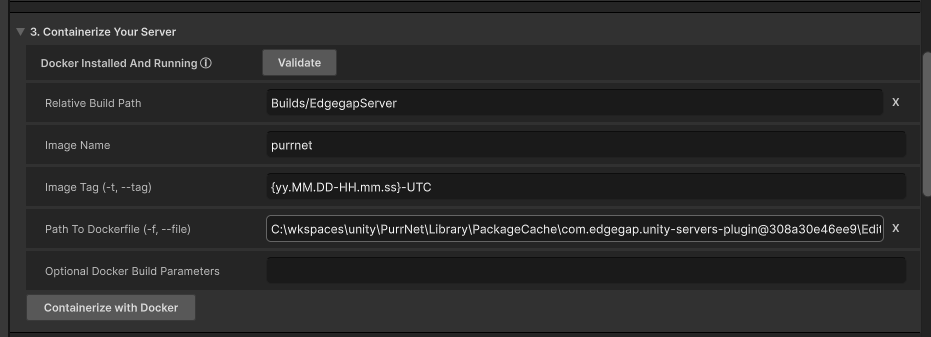 3. Containerize Your Server
Docker Installed And Running ⓘ Validate
Relative Build Path Builds/EdgegapServer X
Image Name purrnet
Image Tag (-t, --tag) {yy.MM.DD-HH.mm.ss}-UTC
Path To Dockerfile (-f, --file) C:\wkspaces\unity\PurrNet\Library\PackageCache\com.edgegap.unity-servers-plugin@308a30e46ee9\Edit X
Optional Docker Build Parameters
Containerize with Docker